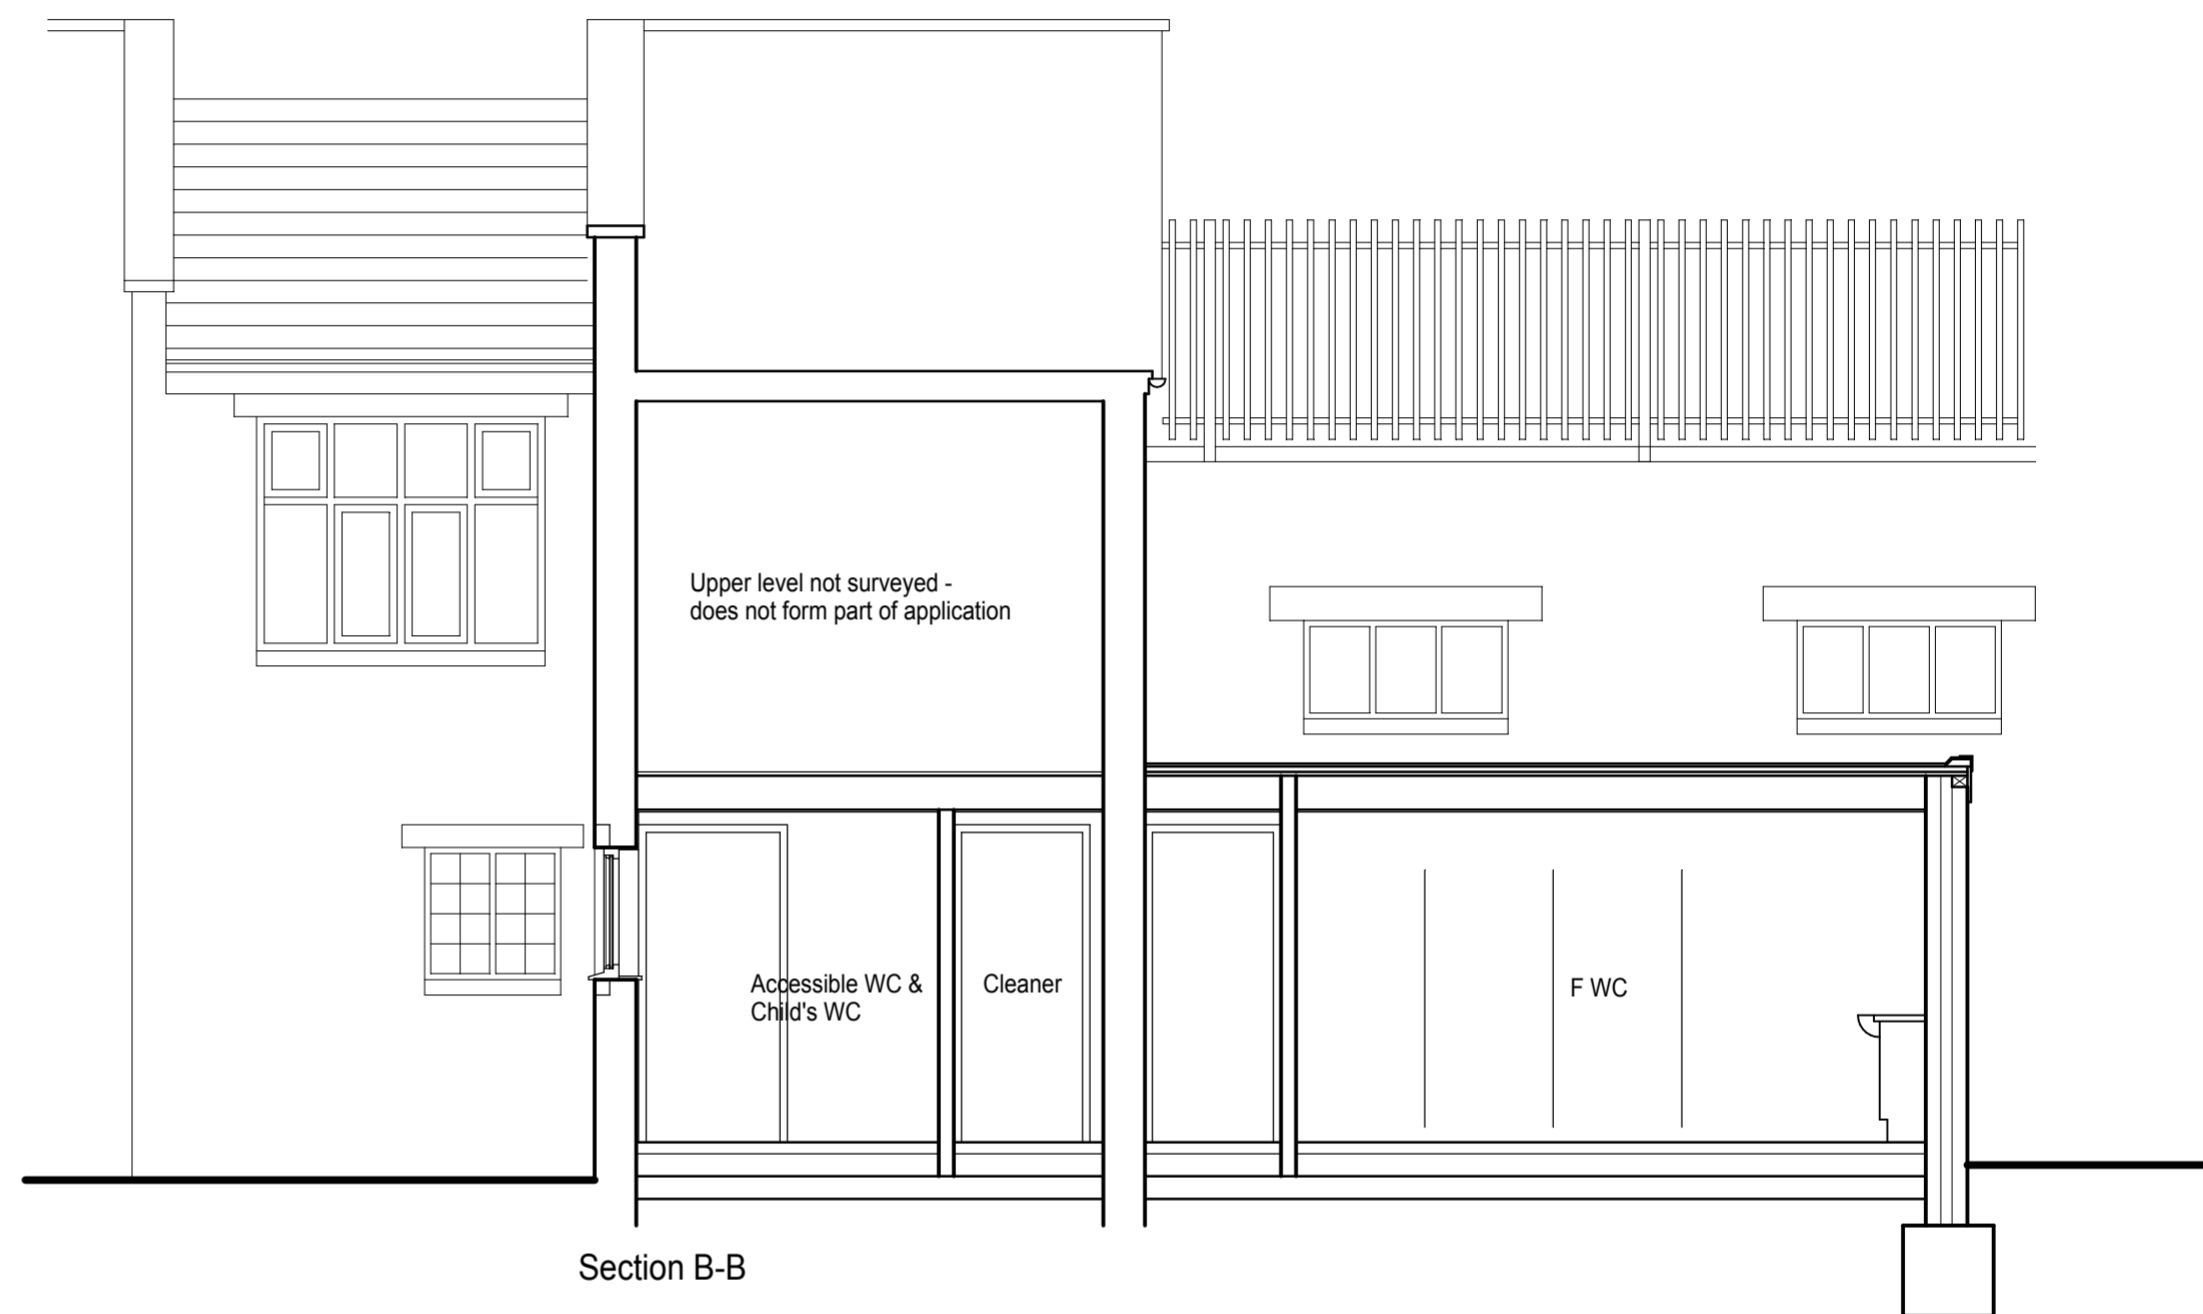 Upper level not surveyed -
does not form part of application
Accessible WC &
Child's WC
Cleaner
F WC
Section B-B